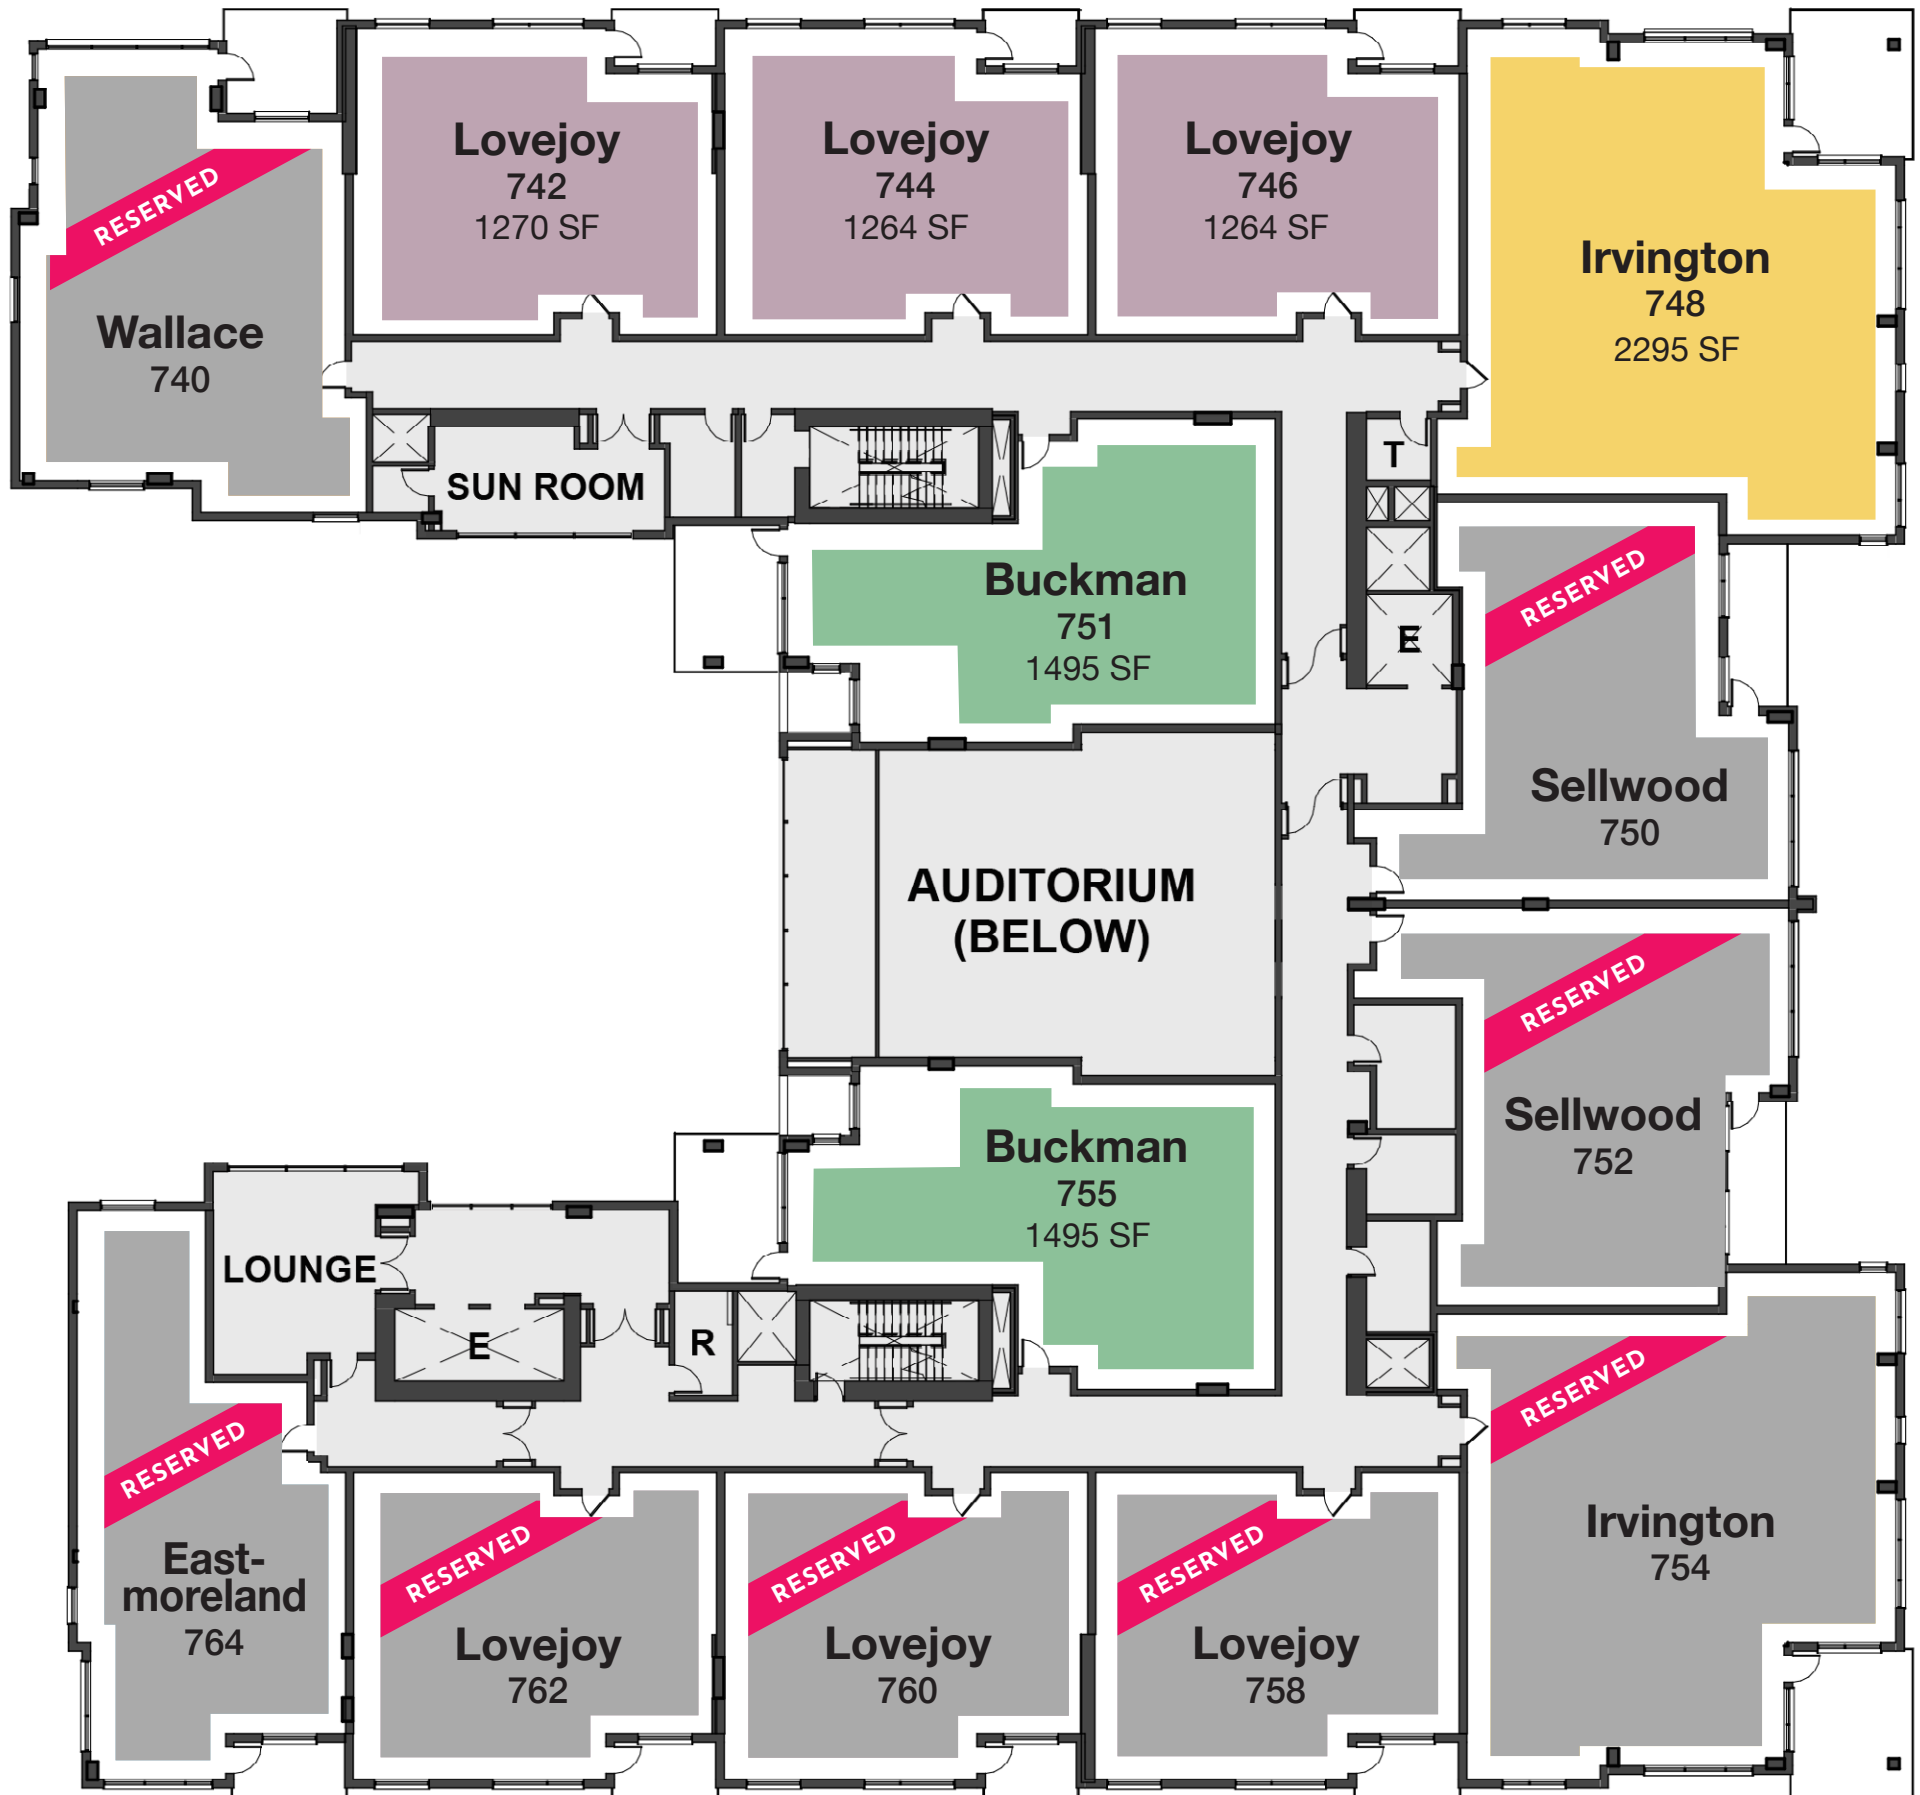 Lovejoy
742
1270 SF
Lovejoy
744
1264 SF
Lovejoy
746
1264 SF
Irvington
748
2295 SF
RESERVED
Wallace
740
SUN ROOM
T
Buckman
751
1495 SF
E
RESERVED
Sellwood
750
AUDITORIUM
(BELOW)
RESERVED
Sellwood
752
Buckman
755
1495 SF
LOUNGE
E
R
RESERVED
East-
moreland
764
RESERVED
Lovejoy
762
RESERVED
Lovejoy
760
RESERVED
Lovejoy
758
RESERVED
Irvington
754